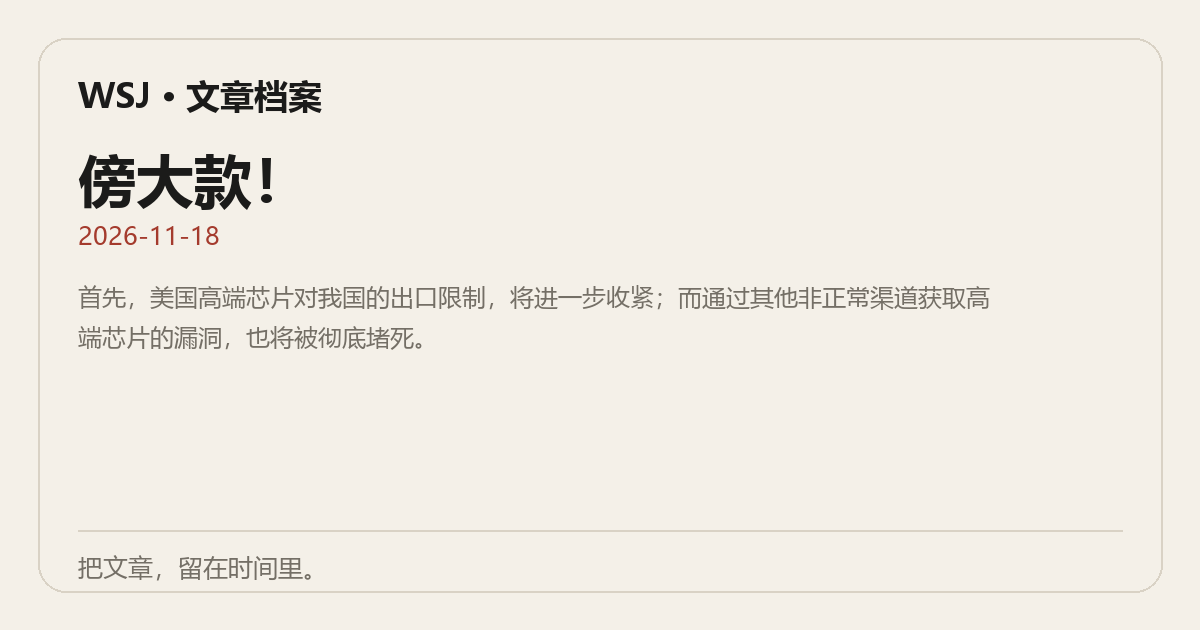 WSJ·文章档案
傍大款！
2026-11-18
首先，美国高端芯片对我国的出口限制，将进一步收紧；而通过其他非正常渠道获取高
端芯片的漏洞，也将被彻底堵死。
把文章，留在时间里。